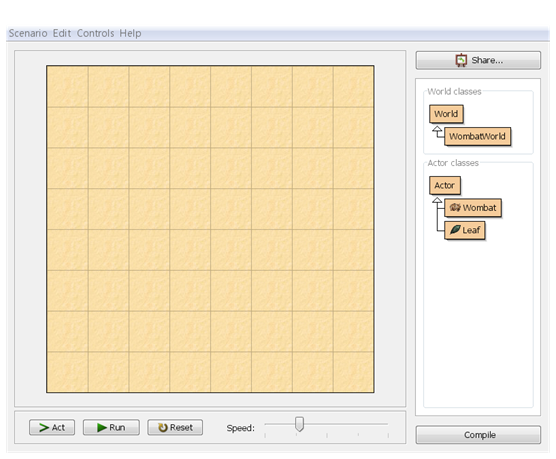 Scenario Edit Controls Help
Share...
World classes
World
WombatWorld
Actor classes
Actor
Wombat
Leaf
Act Run Reset Speed:
Compile